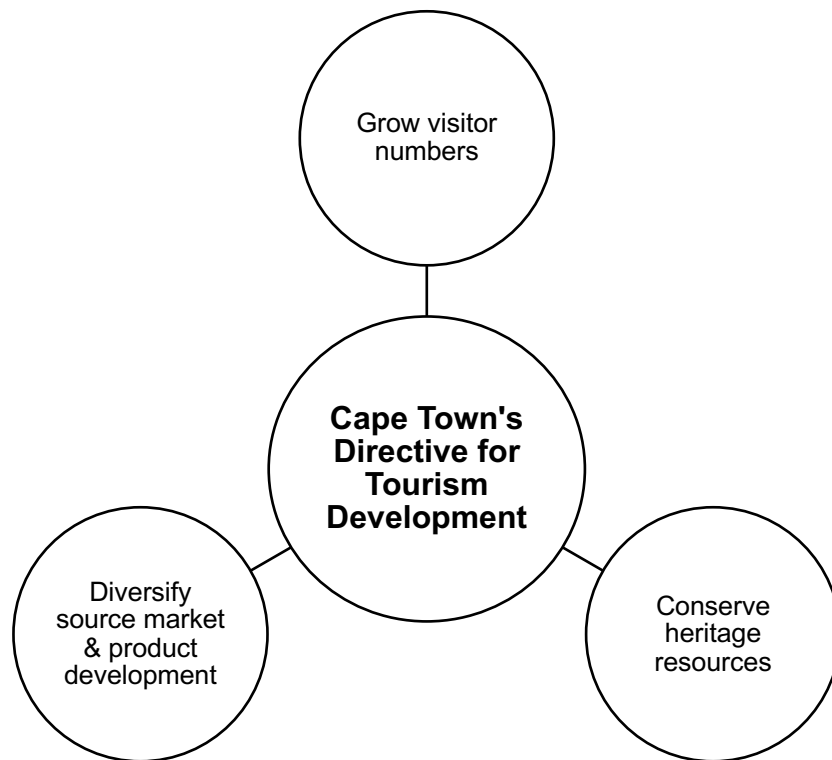 Grow visitor
numbers
Cape Town's
Directive for
Tourism
Development
Diversify
source market
& product
development
Conserve
heritage
resources